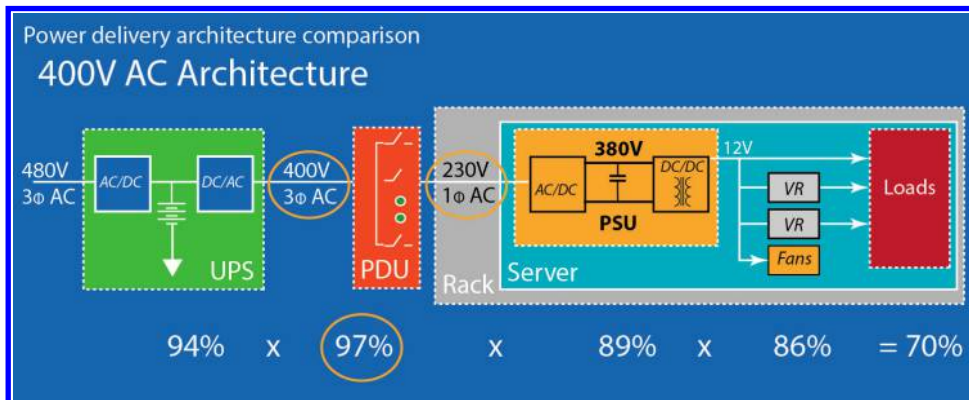 Power delivery architecture comparison
400V AC Architecture
480V
3Φ AC
AC/DC
DC/AC
UPS
400V
3Φ AC
PDU
230V
1Φ AC
Rack
Server
AC/DC
380V
DC/DC
PSU
12V
VR
VR
Fans
Loads
94% x 97% x 89% x 86% = 70%